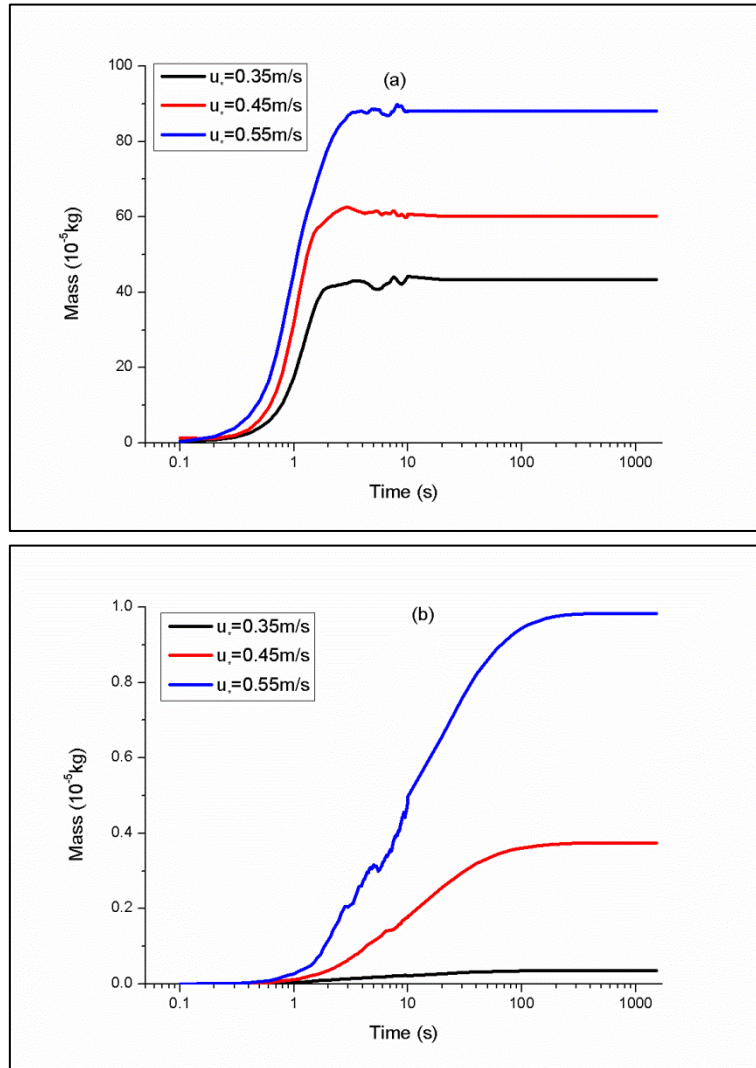 (a)
u*=0.35m/s
u*=0.45m/s
u*=0.55m/s
Mass (10⁻⁵kg)
100
80
60
40
20
0
0.1 1 10 100 1000
Time (s)
(b)
u*=0.35m/s
u*=0.45m/s
u*=0.55m/s
Mass (10⁻⁵kg)
1.0
0.8
0.6
0.4
0.2
0.0
0.1 1 10 100 1000
Time (s)